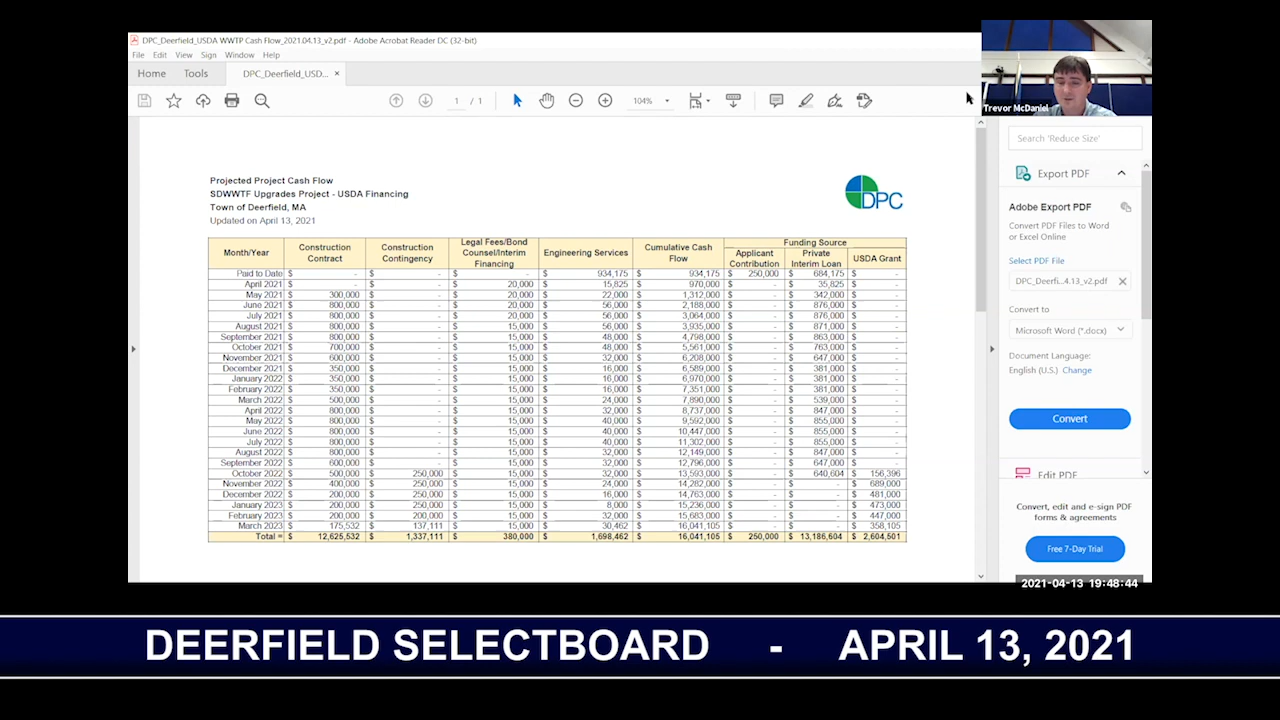 DPC_Deerfield_USDA WWTP Cash Flow_2021.04.13_v2.pdf - Adobe Acrobat Reader DC (32-bit)
File Edit View Sign Window Help
Home Tools DPC_Deerfield_USD... ×
1 / 1 104%
Trevor McDaniel
Search 'Reduce Size'
Export PDF
Adobe Export PDF
Convert PDF Files to Word
or Excel Online
Select PDF File
DPC_Deerfi...4.13_v2.pdf
Convert to
Microsoft Word (*.docx)
Document Language:
English (U.S.) Change
Convert
Edit PDF
Convert, edit and e-sign PDF
forms & agreements
Free 7-Day Trial
Projected Project Cash Flow
SDWWTF Upgrades Project - USDA Financing
Town of Deerfield, MA
Updated on April 13, 2021
DPC
Month/Year Construction Contract Construction Contingency Legal Fees/Bond Counsel/Interim Financing Engineering Services Cumulative Cash Flow Funding Source
Applicant Contribution Private Interim Loan USDA Grant
Paid to Date $ - $ - $ - $ 934,175 $ 934,175 $ 250,000 $ 684,175 $ -
April 2021 $ - $ - $ 20,000 $ 15,825 $ 970,000 $ - $ 35,825 $ -
May 2021 $ 300,000 $ - $ 20,000 $ 22,000 $ 1,312,000 $ - $ 342,000 $ -
June 2021 $ 800,000 $ - $ 20,000 $ 56,000 $ 2,188,000 $ - $ 876,000 $ -
July 2021 $ 800,000 $ - $ 20,000 $ 56,000 $ 3,064,000 $ - $ 876,000 $ -
August 2021 $ 800,000 $ - $ 15,000 $ 56,000 $ 3,935,000 $ - $ 871,000 $ -
September 2021 $ 800,000 $ - $ 15,000 $ 48,000 $ 4,798,000 $ - $ 863,000 $ -
October 2021 $ 700,000 $ - $ 15,000 $ 48,000 $ 5,561,000 $ - $ 763,000 $ -
November 2021 $ 600,000 $ - $ 15,000 $ 32,000 $ 6,208,000 $ - $ 647,000 $ -
December 2021 $ 350,000 $ - $ 15,000 $ 16,000 $ 6,589,000 $ - $ 381,000 $ -
January 2022 $ 350,000 $ - $ 15,000 $ 16,000 $ 6,970,000 $ - $ 381,000 $ -
February 2022 $ 350,000 $ - $ 15,000 $ 16,000 $ 7,351,000 $ - $ 381,000 $ -
March 2022 $ 500,000 $ - $ 15,000 $ 24,000 $ 7,890,000 $ - $ 539,000 $ -
April 2022 $ 800,000 $ - $ 15,000 $ 32,000 $ 8,737,000 $ - $ 847,000 $ -
May 2022 $ 800,000 $ - $ 15,000 $ 40,000 $ 9,592,000 $ - $ 855,000 $ -
June 2022 $ 800,000 $ - $ 15,000 $ 40,000 $ 10,447,000 $ - $ 855,000 $ -
July 2022 $ 800,000 $ - $ 15,000 $ 40,000 $ 11,302,000 $ - $ 855,000 $ -
August 2022 $ 800,000 $ - $ 15,000 $ 32,000 $ 12,149,000 $ - $ 847,000 $ -
September 2022 $ 600,000 $ - $ 15,000 $ 32,000 $ 12,796,000 $ - $ 647,000 $ -
October 2022 $ 500,000 $ 250,000 $ 15,000 $ 32,000 $ 13,593,000 $ - $ 640,604 $ 156,396
November 2022 $ 400,000 $ 250,000 $ 15,000 $ 24,000 $ 14,282,000 $ - $ - $ 689,000
December 2022 $ 200,000 $ 250,000 $ 15,000 $ 16,000 $ 14,763,000 $ - $ - $ 481,000
January 2023 $ 200,000 $ 250,000 $ 15,000 $ 8,000 $ 15,236,000 $ - $ - $ 473,000
February 2023 $ 200,000 $ 200,000 $ 15,000 $ 32,000 $ 15,683,000 $ - $ - $ 447,000
March 2023 $ 175,532 $ 137,111 $ 15,000 $ 30,462 $ 16,041,105 $ - $ - $ 358,105
Total = $ 12,625,532 $ 1,337,111 $ 380,000 $ 1,698,462 $ 16,041,105 $ 250,000 $ 13,186,604 $ 2,604,501
2021-04-13 19:48:44
DEERFIELD SELECTBOARD - APRIL 13, 2021